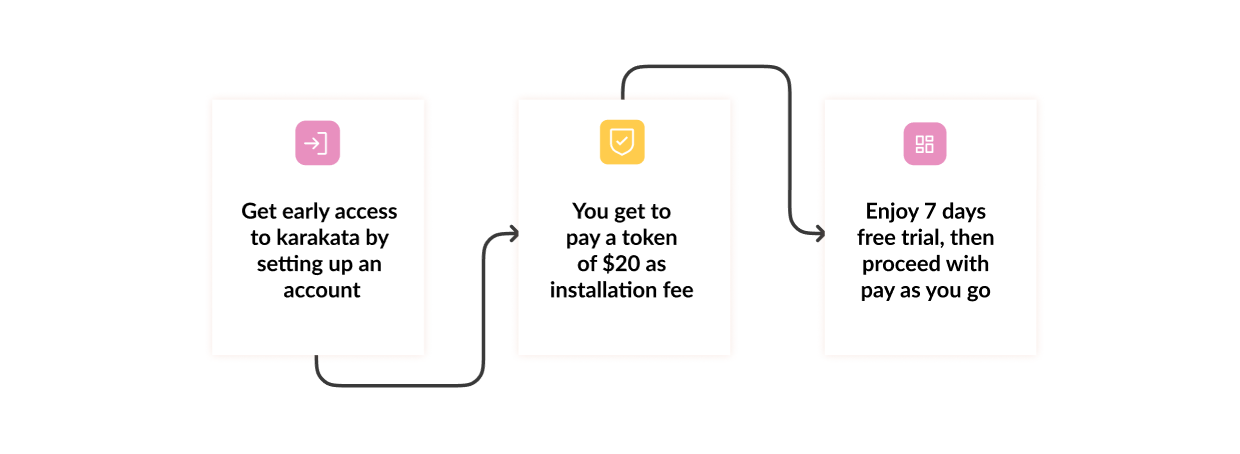 Get early access
to karakata by
setting up an
account
You get to
pay a token
of $20 as
installation fee
Enjoy 7 days
free trial, then
proceed with
pay as you go